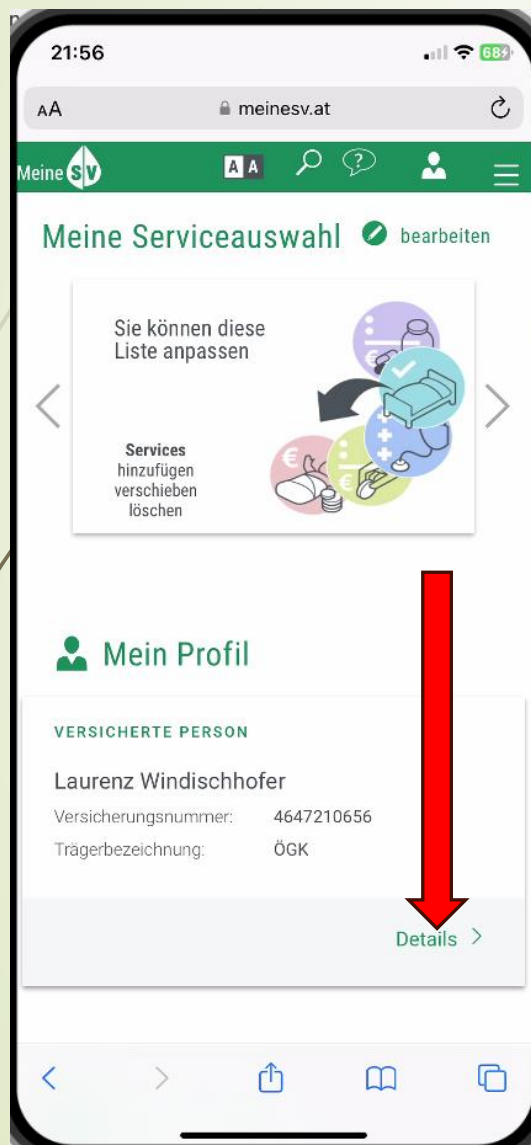 21:56
68
AA
meinesv.at
Meine SV
A A
?
Meine Serviceauswahl
bearbeiten
Sie können diese
Liste anpassen
Services
hinzufügen
verschieben
löschen
€
€
€
Mein Profil
VERSICHERTE PERSON
Laurenz Windischhofer
Versicherungsnummer: 4647210656
Trägerbezeichnung: ÖGK
Details >